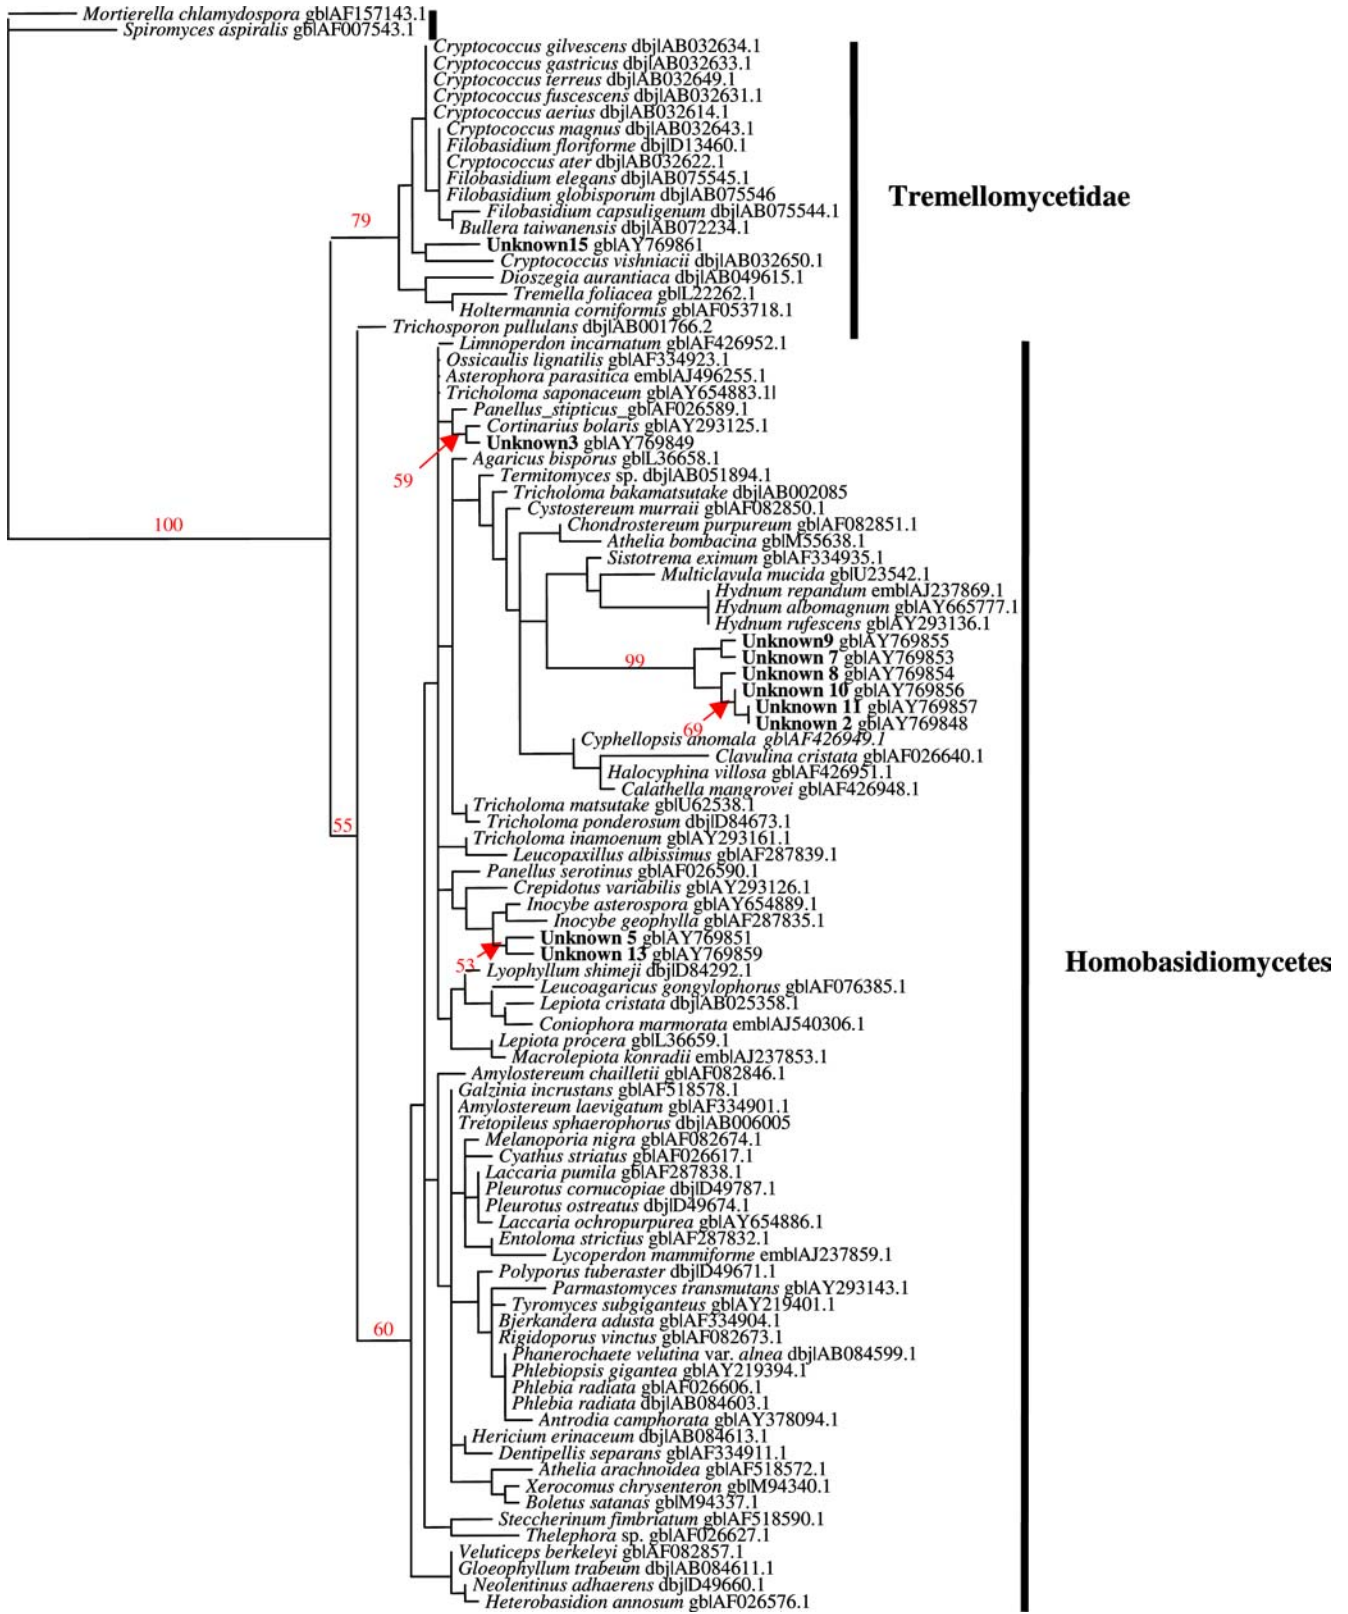 Mortierella chlamydospora gb|AF157143.1
Spiromyces aspiralis gb|AF007543.1
Cryptococcus gilvescens dbj|AB032634.1
Cryptococcus gastricus dbj|AB032633.1
Cryptococcus terreus dbj|AB032649.1
Cryptococcus fuscescens dbj|AB032631.1
Cryptococcus aerius dbj|AB032614.1
Cryptococcus magnus dbj|AB032643.1
Filobasidium floriforme dbj|D13460.1
Cryptococcus ater dbj|AB032622.1
Filobasidium elegans dbj|AB075545.1
Filobasidium globisporum dbj|AB075546
Tremellomycetidae
Filobasidium capsuligenum dbj|AB075544.1
79
Bullera taiwanensis dbj|AB072234.1
Unknown15 gb|AY769861
Cryptococcus vishniacii dbj|AB032650.1
Dioszegia aurantiaca dbj|AB049615.1
Tremella foliacea gb|L22262.1
Holtermannia corniformis gb|AF053718.1
Trichosporon pullulans dbj|AB001766.2
Limnoperdon incarnatum gb|AF426952.1
Ossicaulis lignatilis gb|AF334923.1
Asterophora parasitica emb|AJ496255.1
Tricholoma saponaceum gb|AY654883.1|
Panellus_stipticus_gb|AF026589.1
Cortinarius bolaris gb|AY293125.1
Unknown3 gb|AY769849
Agaricus bisporus gb|L36658.1
59
Termitomyces sp. dbj|AB051894.1
Tricholoma bakamatsutake dbj|AB002085
Cystostereum murraii gb|AF082850.1
100
Chondrostereum purpureum gb|AF082851.1
Athelia bombacina gb|M55638.1
Sistotrema eximum gb|AF334935.1
Multiclavula mucida gb|U23542.1
Hydnum repandum emb|AJ237869.1
Hydnum albomagnum gb|AY665777.1
Hydnum rufescens gb|AY293136.1
Unknown9 gb|AY769855
99
Unknown 7 gb|AY769853
Unknown 8 gb|AY769854
Unknown 10 gb|AY769856
Unknown 11 gb|AY769857
69
Unknown 2 gb|AY769848
Cyphellopsis anomala gb|AF426949.1
Clavulina cristata gb|AF026640.1
Halocyphina villosa gb|AF426951.1
Calathella mangrovei gb|AF426948.1
Tricholoma matsutake gb|U62538.1
Tricholoma ponderosum dbj|D84673.1
55
Tricholoma inamoenum gb|AY293161.1
Leucopaxillus albissimus gb|AF287839.1
Panellus serotinus gb|AF026590.1
Crepidotus variabilis gb|AY293126.1
Inocybe asterospora gb|AY654889.1
Inocybe geophylla gb|AF287835.1
Unknown 5 gb|AY769851
Unknown 13 gb|AY769859
53
Homobasidiomycetes
Lyophyllum shimeji dbj|D84292.1
Leucoagaricus gongylophorus gb|AF076385.1
Lepiota cristata dbj|AB025358.1
Coniophora marmorata emb|AJ540306.1
Lepiota procera gb|L36659.1
Macrolepiota konradii emb|AJ237853.1
Amylostereum chailletii gb|AF082846.1
Galzinia incrustans gb|AF518578.1
Amylostereum laevigatum gb|AF334901.1
Tretopileus sphaerophorus dbj|AB006005
Melanoporia nigra gb|AF082674.1
Cyathus striatus gb|AF026617.1
Laccaria pumila gb|AF287838.1
Pleurotus cornucopiae dbj|D49787.1
Pleurotus ostreatus dbj|D49674.1
Laccaria ochropurpurea gb|AY654886.1
Entoloma strictius gb|AF287832.1
Lycoperdon mammiforme emb|AJ237859.1
Polyporus tuberaster dbj|D49671.1
Parmastomyces transmutans gb|AY293143.1
Tyromyces subgiganteus gb|AY219401.1
Bjerkandera adusta gb|AF334904.1
60
Rigidoporus vinctus gb|AF082673.1
Phanerochaete velutina var. alnea dbj|AB084599.1
Phlebiopsis gigantea gb|AY219394.1
Phlebia radiata gb|AF026606.1
Phlebia radiata dbj|AB084603.1
Antrodia camphorata gb|AY378094.1
Hericium erinaceum dbj|AB084613.1
Dentipellis separans gb|AF334911.1
Athelia arachnoidea gb|AF518572.1
Xerocomus chrysenteron gb|M94340.1
Boletus satanas gb|M94337.1
Steccherinum fimbriatum gb|AF518590.1
Thelephora sp. gb|AF026627.1
Veluticeps berkeleyi gb|AF082857.1
Gloeophyllum trabeum dbj|AB084611.1
Neolentinus adhaerens dbj|D49660.1
Heterobasidion annosum gb|AF026576.1